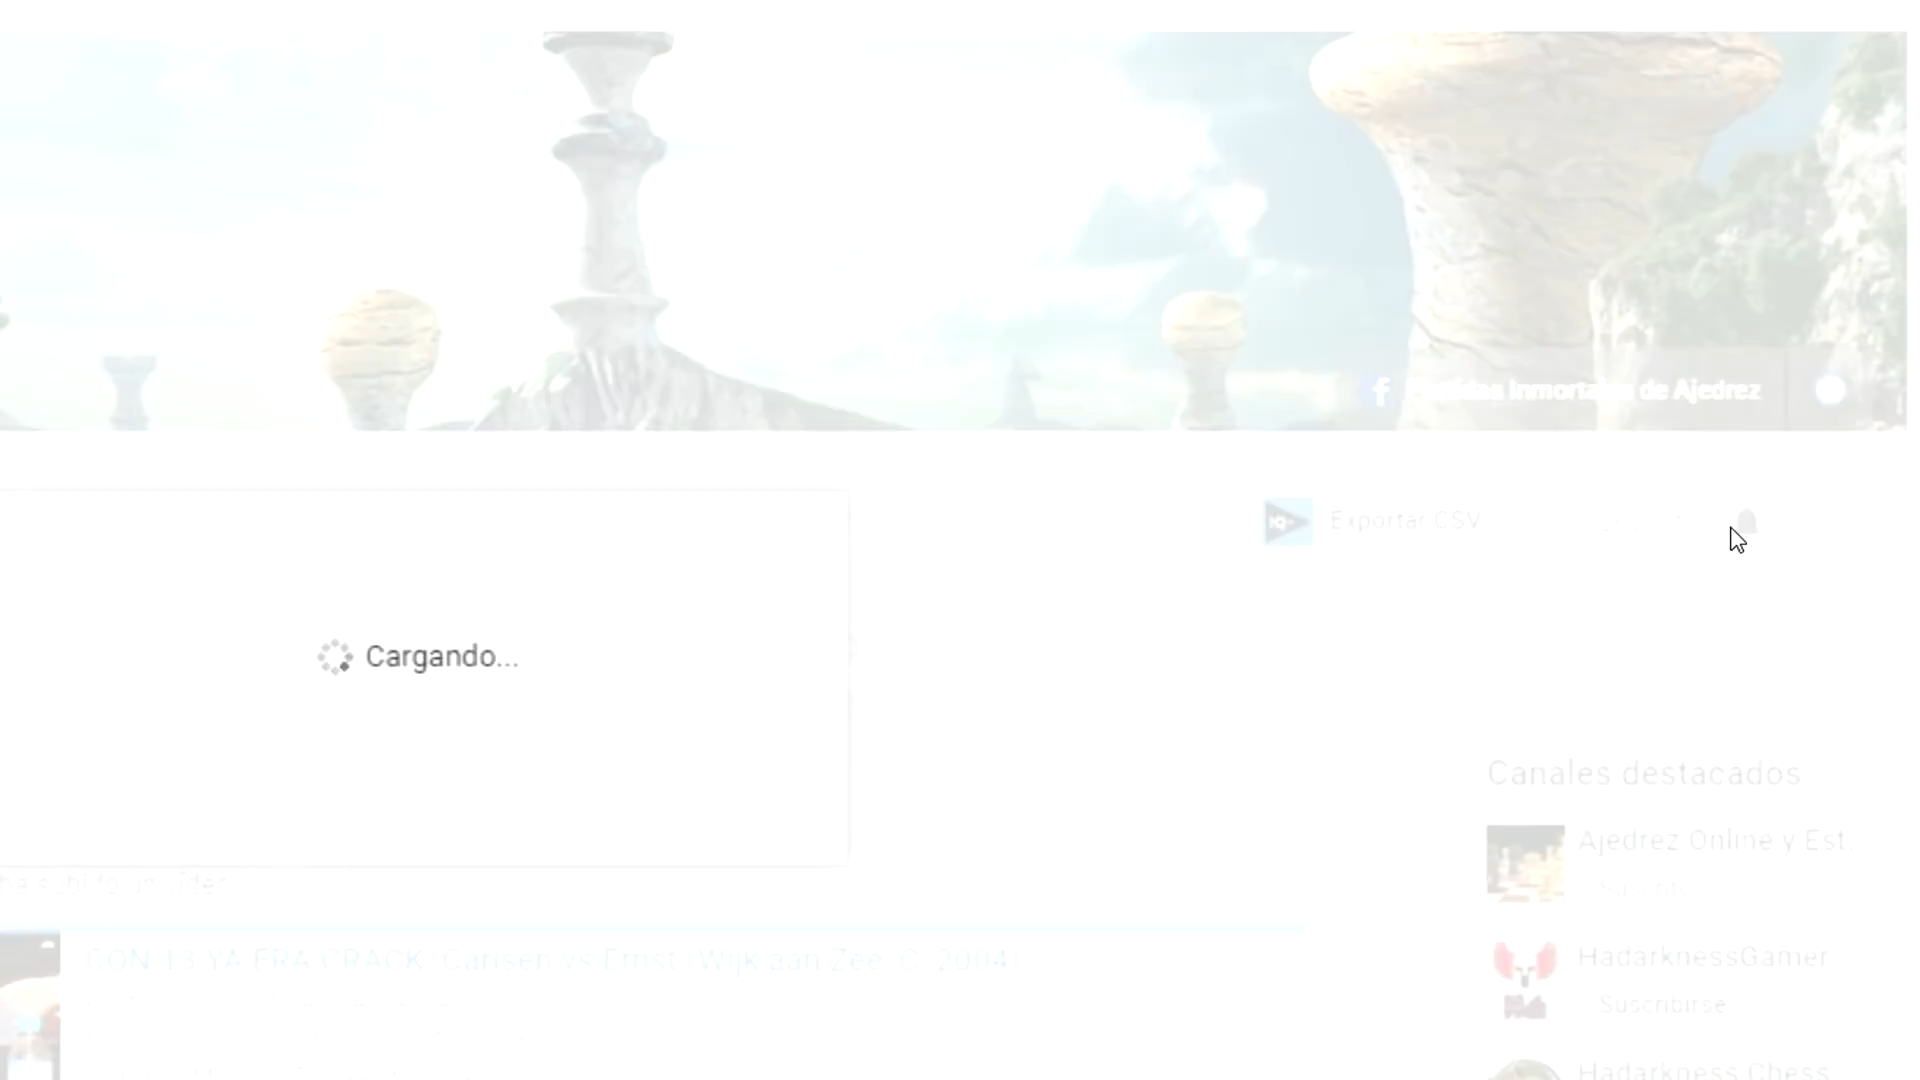 Inmortales de Ajedrez
Exportar CSV
Cargando...
Canales destacados
Ajedrez Online y Est.
CON 13 YA ERA CRACK Carlsen vs Ernst (Wijk aan Zee C 2004)
HadarknessGamer
Suscribirse
Hadarkness Chess